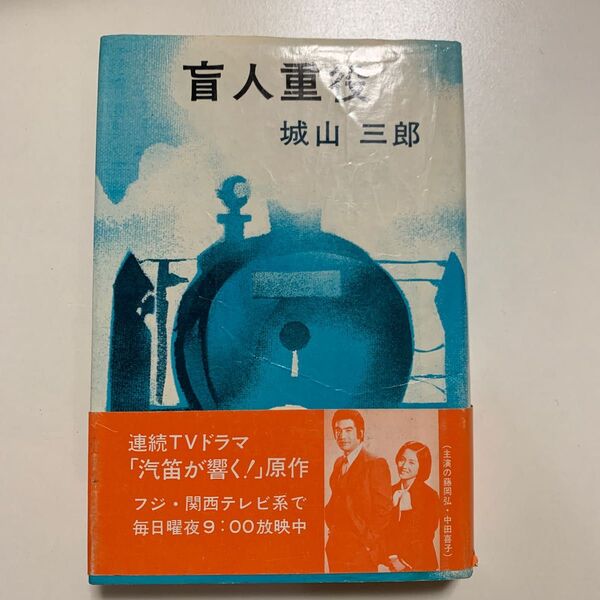 盲人重役
城山 三郎
連続TVドラマ
「汽笛が響く!」原作
フジ・関西テレビ系で
毎日曜夜9:00放映中
(主演の藤岡弘・中田喜子)